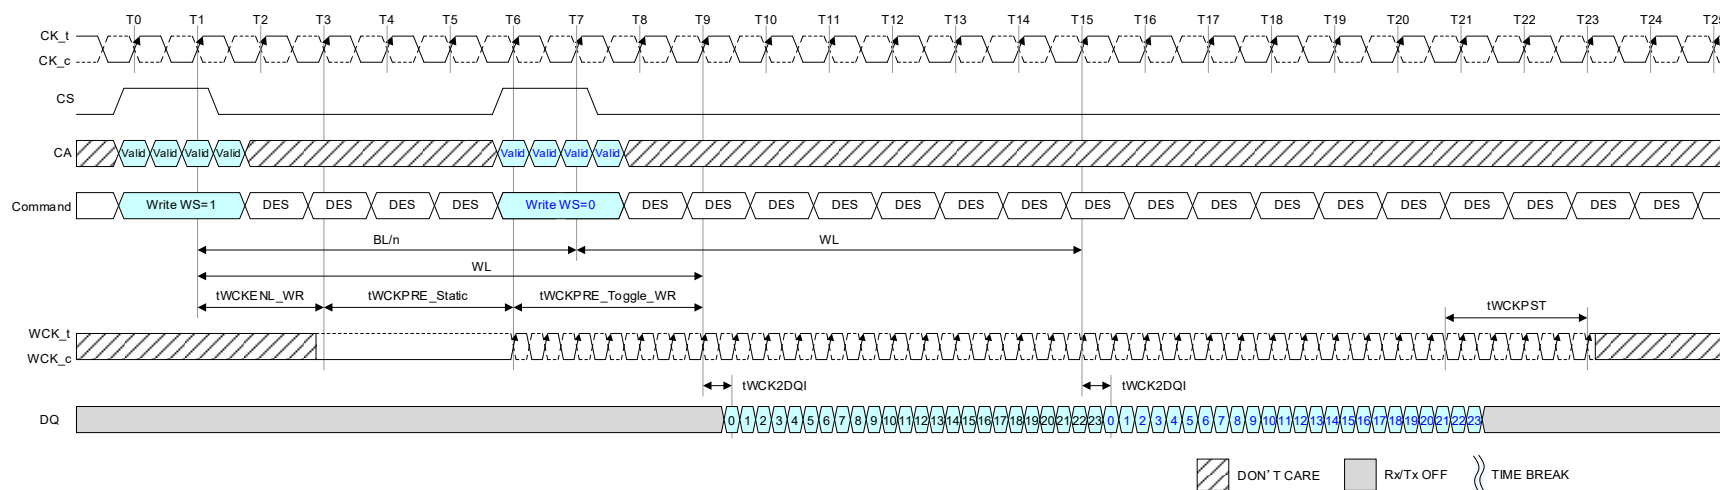 T0 T1 T2 T3 T4 T5 T6 T7 T8 T9 T10 T11 T12 T13 T14 T15 T16 T17 T18 T19 T20 T21 T22 T23 T24 T25
CK_t
CK_c
CS
CA Valid Valid Valid Valid Valid Valid Valid Valid
Command Write WS=1 DES DES DES DES Write WS=0 DES DES DES DES DES DES DES DES DES DES DES DES DES DES DES DES DES
BL/n WL
WL
tWCKENL_WR tWCKPRE_Static tWCKPRE_Toggle_WR tWCKPST
WCK_t
WCK_c
tWCK2DQI tWCK2DQI
DQ 0 1 2 3 4 5 6 7 8 9 10 11 12 13 14 15 16 17 18 19 20 21 22 23 0 1 2 3 4 5 6 7 8 9 10 11 12 13 14 15 16 17 18 19 20 21 22 23
DON'T CARE Rx/Tx OFF TIME BREAK